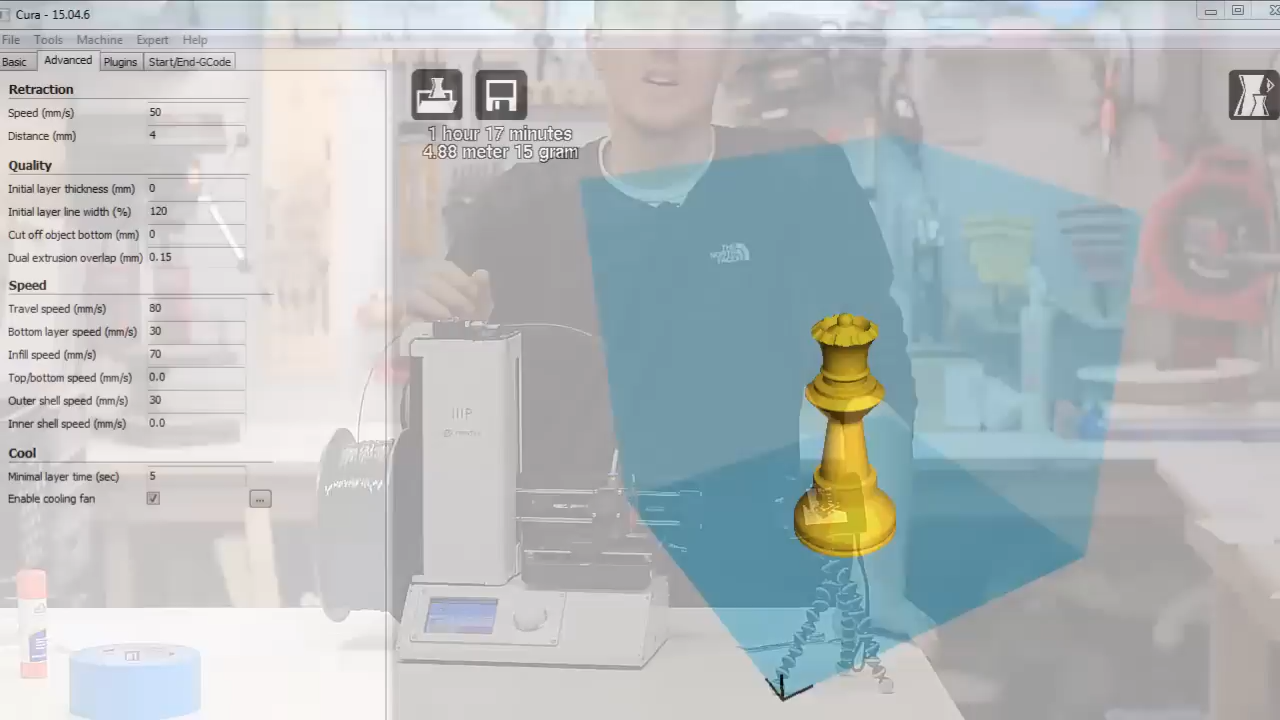 Cura - 15.04.6
File Tools Machine Expert Help
Basic Advanced Plugins Start/End-GCode
Retraction
Speed (mm/s) 50
Distance (mm) 4
Quality
Initial layer thickness (mm) 0
Initial layer line width (%) 120
Cut off object bottom (mm) 0
Dual extrusion overlap (mm) 0.15
Speed
Travel speed (mm/s) 80
Bottom layer speed (mm/s) 30
Infill speed (mm/s) 70
Top/bottom speed (mm/s) 0.0
Outer shell speed (mm/s) 30
Inner shell speed (mm/s) 0.0
Cool
Minimal layer time (sec) 5
Enable cooling fan ...
1 hour 17 minutes
4.88 meter 15 gram
THE
NORTH
FACE
IIIP